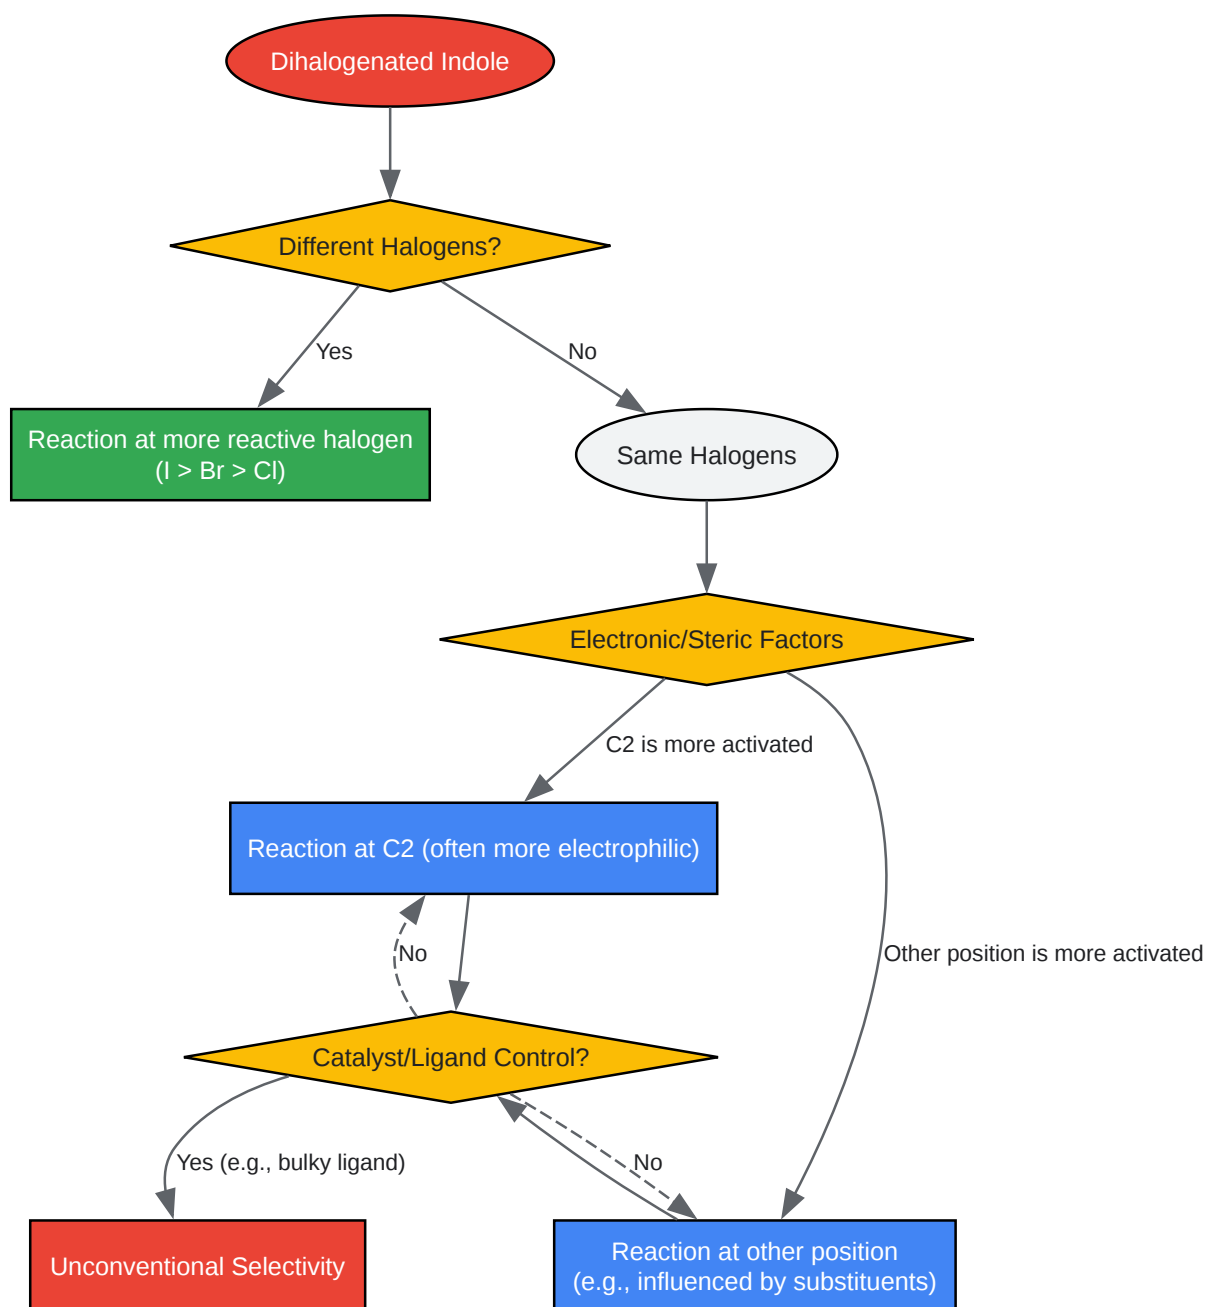 Dihalogenated Indole
Different Halogens?
Yes
No
Reaction at more reactive halogen
(I > Br > Cl)
Same Halogens
Electronic/Steric Factors
C2 is more activated
Reaction at C2 (often more electrophilic)
No
Other position is more activated
Catalyst/Ligand Control?
Yes (e.g., bulky ligand)
No
Unconventional Selectivity
Reaction at other position
(e.g., influenced by substituents)